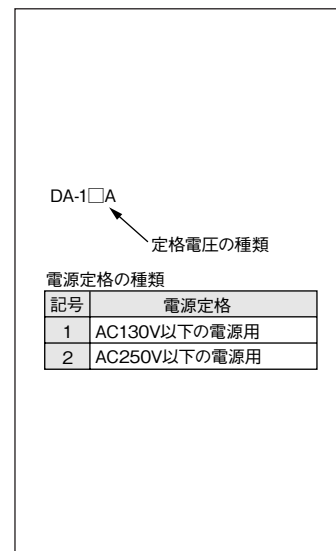 DA-1□A
定格電圧の種類
電源定格の種類
記号 電源定格
1 AC130V以下の電源用
2 AC250V以下の電源用